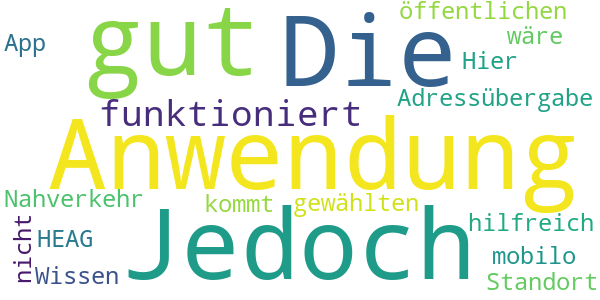 öffentlichen
App gut Die wäre
Hier
funktioniert Adressübergabe
Anwendung
Nahverkehr kommt gewählten
nicht HEAG Jedoch hilfreich
mobilo
Wissen Standort